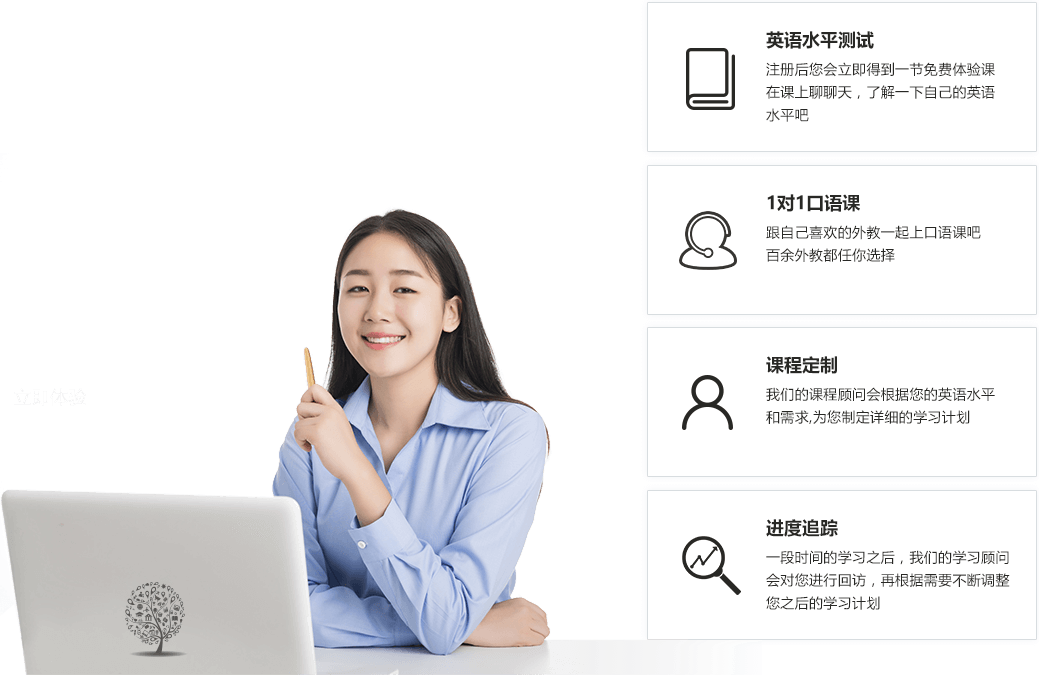 英语水平测试
注册后您会立即得到一节免费体验课
在课上聊聊天，了解一下自己的英语
水平吧
1对1口语课
跟自己喜欢的外教一起上口语课吧
百余外教都任你选择
课程定制
我们的课程顾问会根据您的英语水平
和需求,为您制定详细的学习计划
进度追踪
一段时间的学习之后，我们的学习顾问
会对您进行回访，再根据需要不断调整
您之后的学习计划